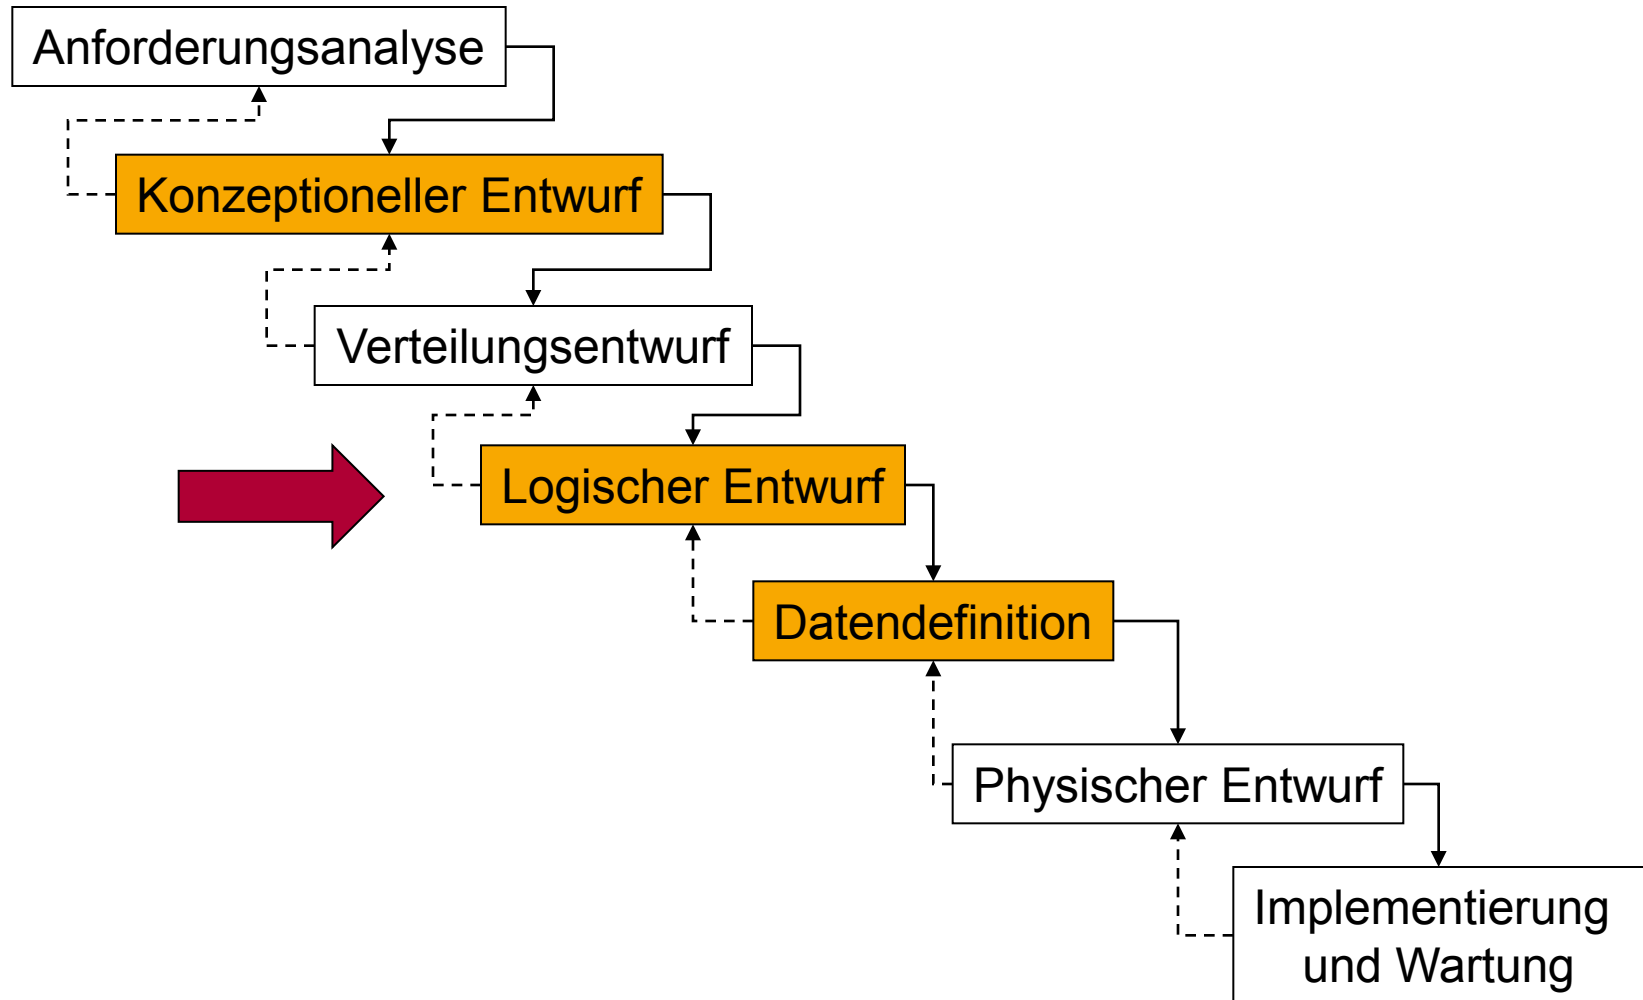 Anforderungsanalyse
Konzeptioneller Entwurf
Verteilungsentwurf
Logischer Entwurf
Datendefinition
Physischer Entwurf
Implementierung
und Wartung